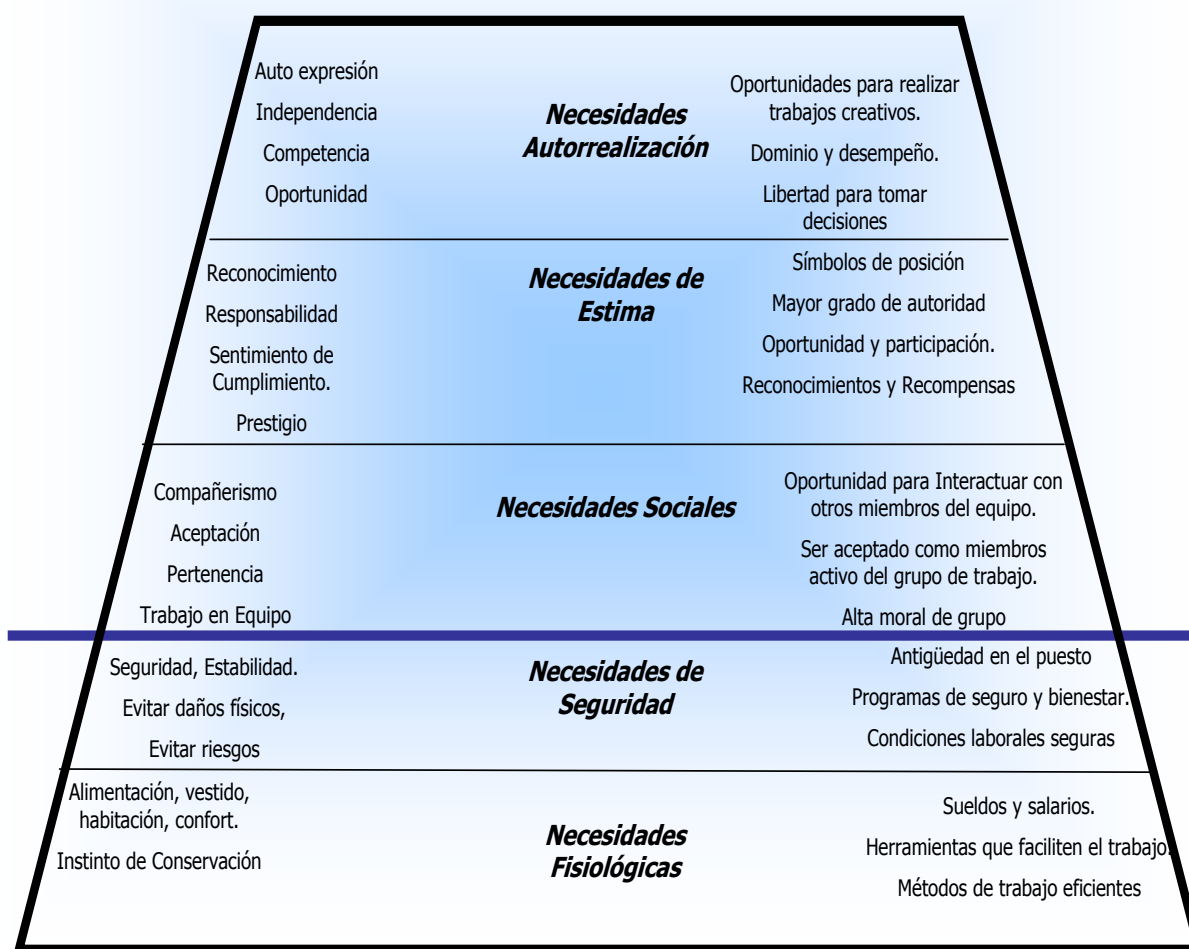 Auto expresión
Independencia
Competencia
Oportunidad
Necesidades
Autorrealización
Oportunidades para realizar
trabajos creativos.
Dominio y desempeño.
Libertad para tomar
decisiones
Reconocimiento
Responsabilidad
Sentimiento de
Cumplimiento.
Prestigio
Necesidades de
Estima
Símbolos de posición
Mayor grado de autoridad
Oportunidad y participación.
Reconocimientos y Recompensas
Compañerismo
Aceptación
Pertenencia
Trabajo en Equipo
Necesidades Sociales
Oportunidad para Interactuar con
otros miembros del equipo.
Ser aceptado como miembros
activo del grupo de trabajo.
Alta moral de grupo
Seguridad, Estabilidad.
Evitar daños físicos,
Evitar riesgos
Necesidades de
Seguridad
Antigüedad en el puesto
Programas de seguro y bienestar.
Condiciones laborales seguras
Alimentación, vestido,
habitación, confort.
Instinto de Conservación
Necesidades
Fisiológicas
Sueldos y salarios.
Herramientas que faciliten el trabajo.
Métodos de trabajo eficientes